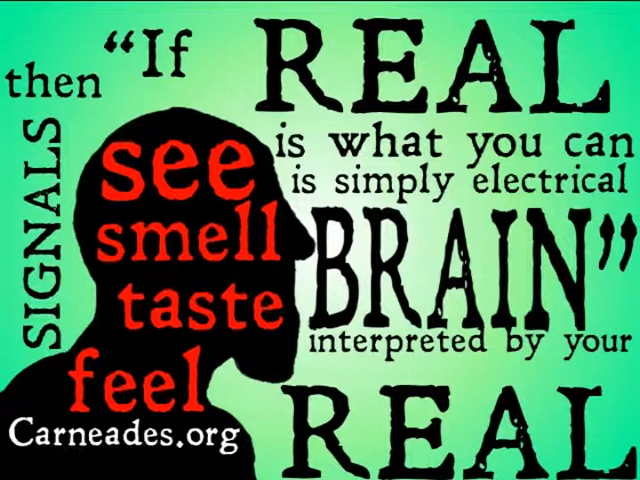 “If REAL
is what you can
see
smell
taste
feel
then REAL
is simply electrical
SIGNALS
interpreted by your
BRAIN”
Carneades.org